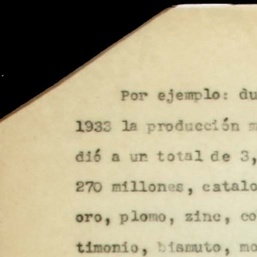 Por ejemplo: du
1933 la producción m
dió a un total de 3,
270 millones, catalo
oro, plomo, zinc, co
timonio, biamuto, mo